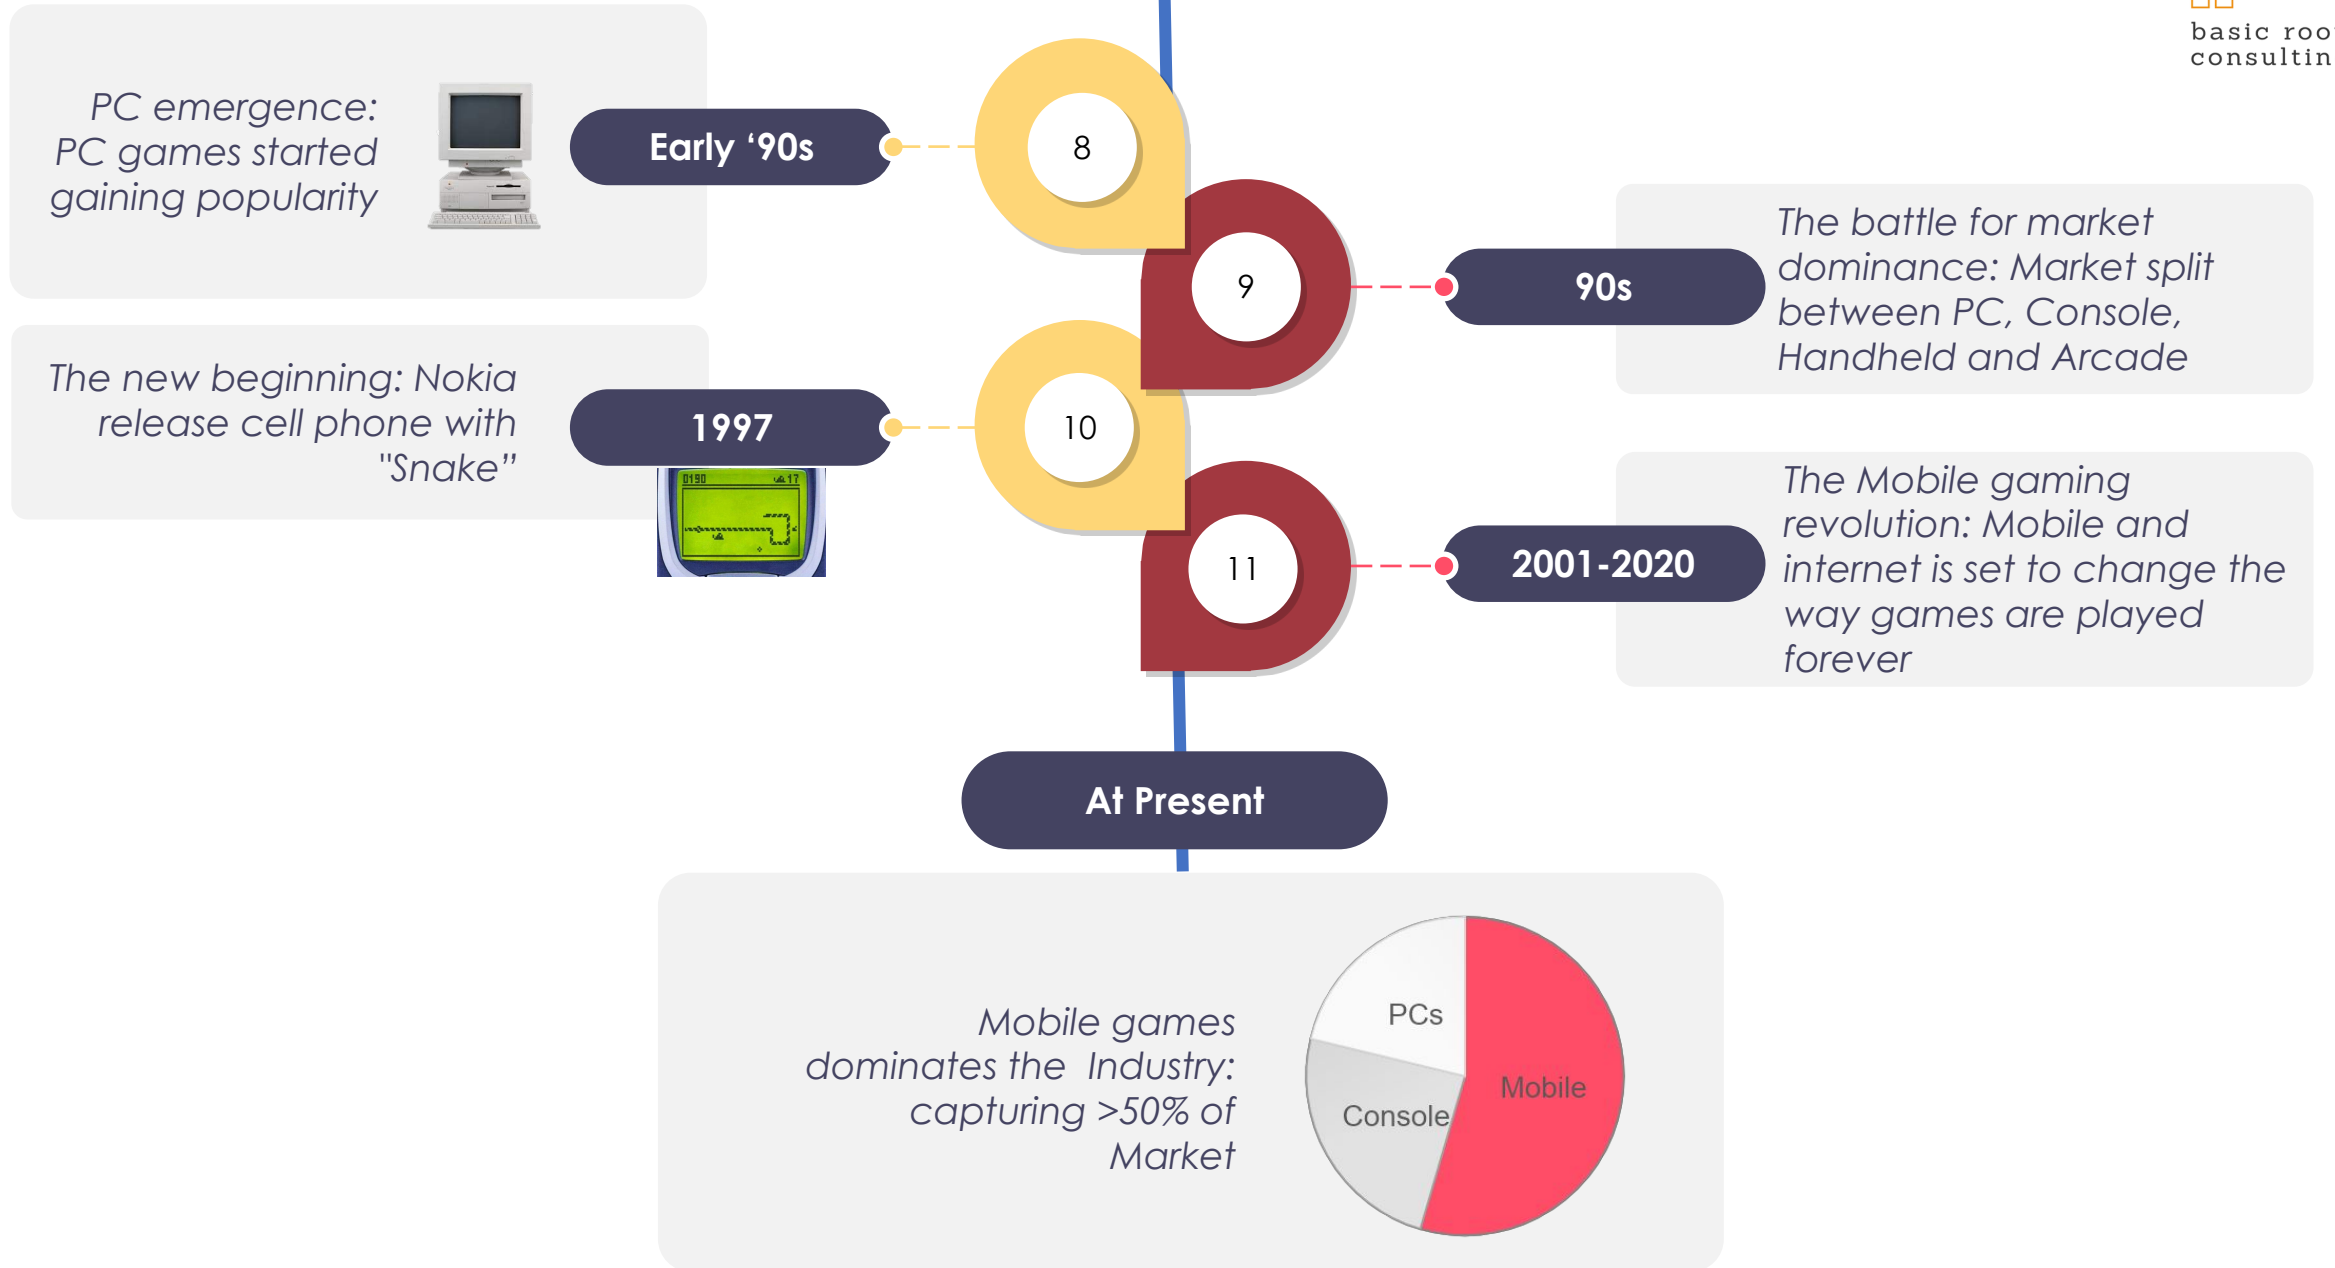 basic roo
consultin
PC emergence:
PC games started
gaining popularity
Early ‘90s
8
9
90s
The battle for market
dominance: Market split
between PC, Console,
Handheld and Arcade
The new beginning: Nokia
release cell phone with
"Snake”
1997
10
0190
17
11
2001-2020
The Mobile gaming
revolution: Mobile and
internet is set to change the
way games are played
forever
At Present
Mobile games
dominates the  Industry:
capturing >50% of
Market
PCs
Mobile
Console